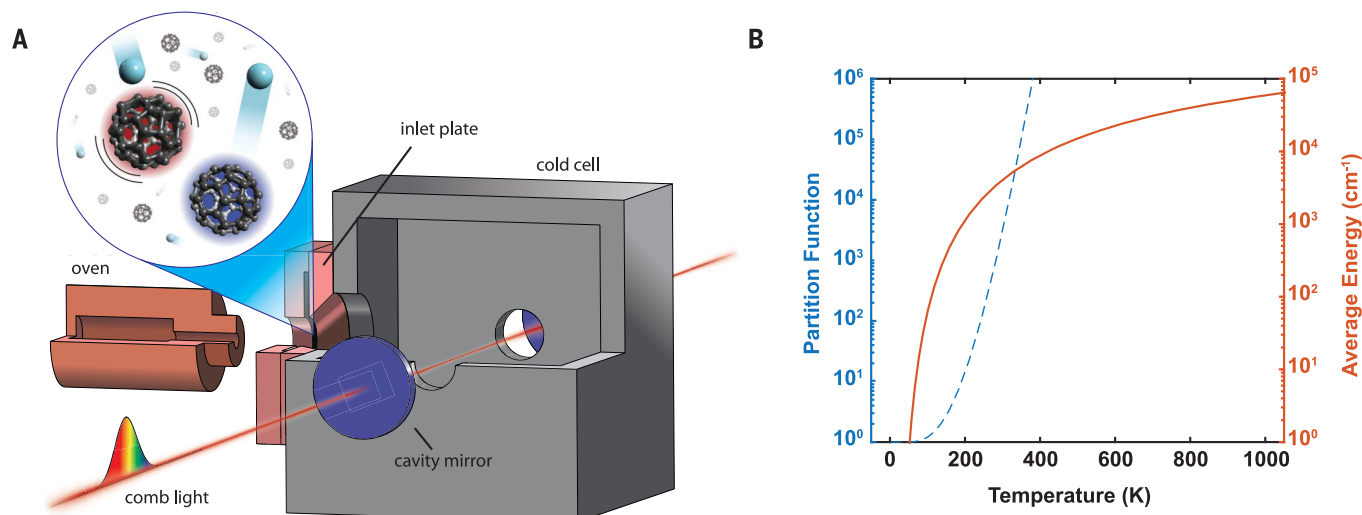 A
inlet plate
cold cell
oven
cavity mirror
comb light
B
10⁶
10⁵
10⁴
10³
10²
10¹
10⁰
Partition Function
0 200 400 600 800 1000
Temperature (K)
10⁵
10⁴
10³
10²
10¹
10⁰
Average Energy (cm⁻¹)